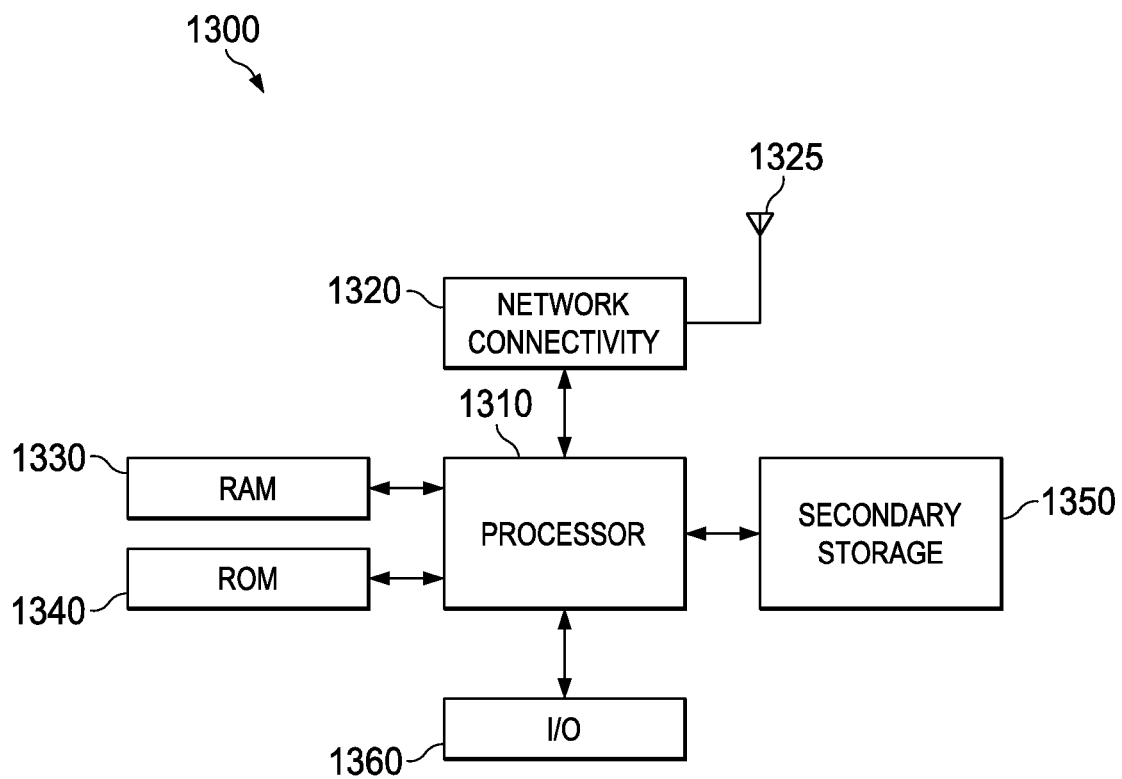 1300
1325
1320
NETWORK
CONNECTIVITY
1310
1330
RAM
PROCESSOR
SECONDARY
STORAGE
1350
ROM
1340
I/O
1360